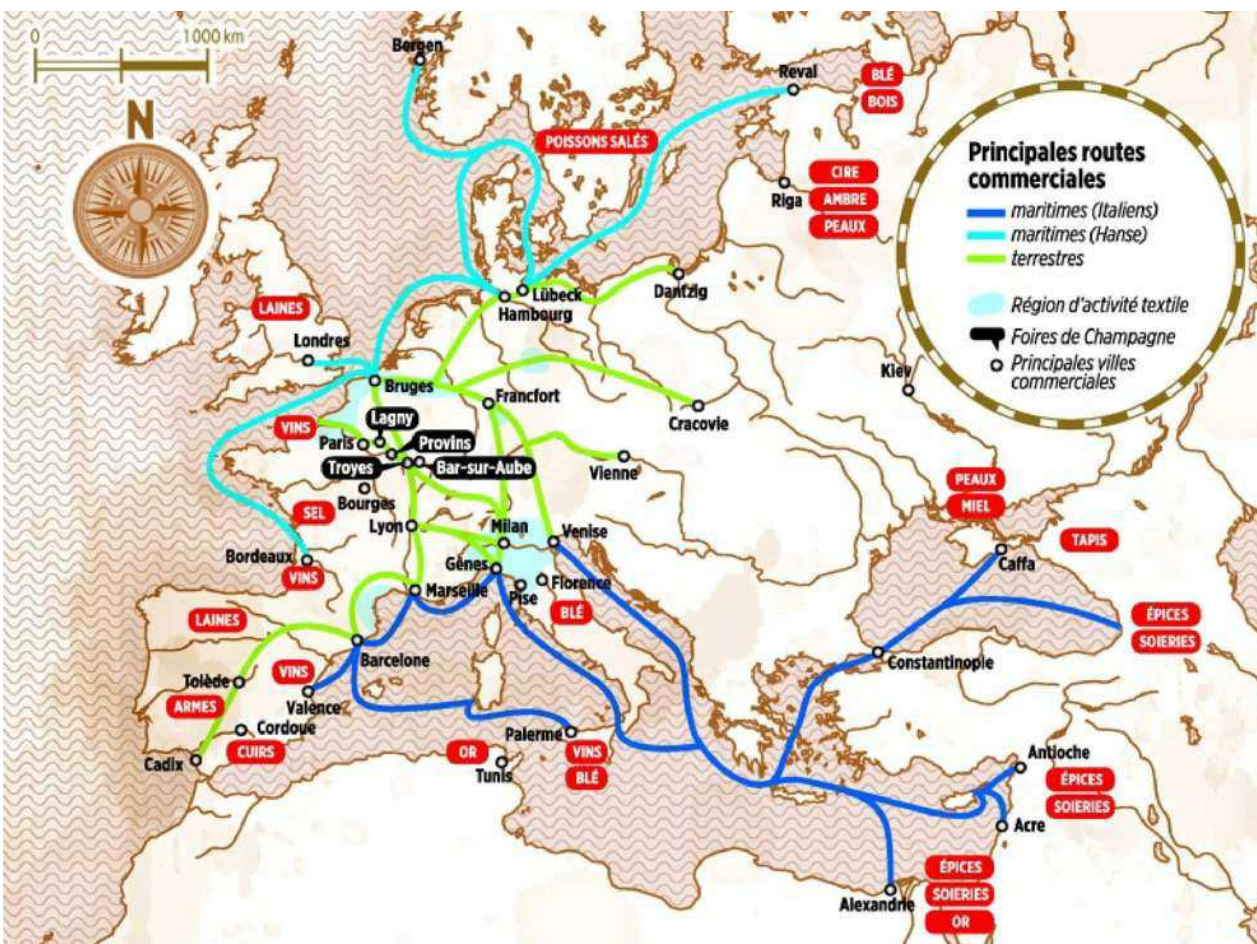 0
1000 km
N
Bergen
Reval
BLÉ
BOIS
POISSONS SALÉS
CIRE
AMBRE
PEAUX
Riga
Principales routes
commerciales
maritimes (Italiens)
maritimes (Hanse)
terrestres
Région d'activité textile
Foires de Champagne
Principales villes
commerciales
LAINES
Londres
Lübeck
Hambourg
Dantzig
Bruges
Francfort
Kiev
Cracovie
VINS
Lagny
Paris
Provins
Troyes
Bar-sur-Aube
Vienne
Bourges
SEL
Lyon
Milan
Venise
PEAUX
MIEL
TAPIS
Caffa
Bordeaux
VINS
Gênes
Marseille
Pise
Florence
BLÉ
ÉPICES
SOIERIES
LAINES
Barcelone
Constantinople
VINS
Tolède
Valence
ARMES
Cordoue
CUIRS
Cadix
OR
Tunis
Palerme
VINS
BLÉ
Antioche
ÉPICES
SOIERIES
Acre
ÉPICES
SOIERIES
OR
Alexandrie